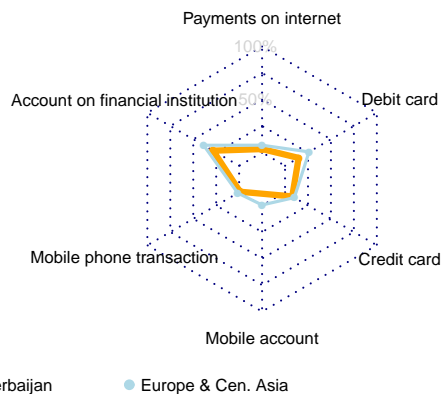 Payments on internet
100%
Account on financial institution
50%
Debit card
Mobile phone transaction
Credit card
Mobile account
rbaijan
Europe & Cen. Asia